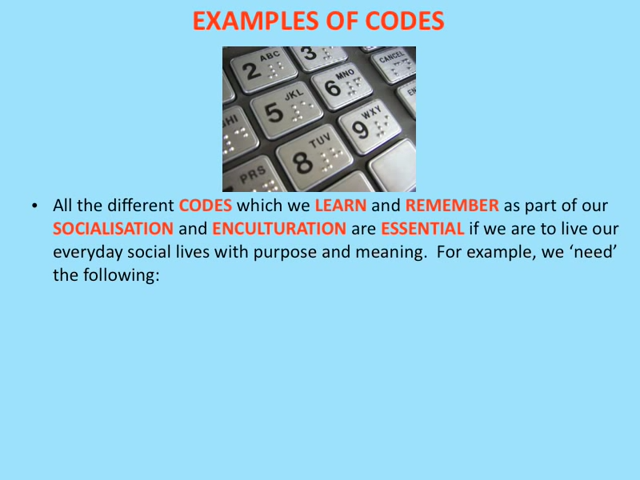 EXAMPLES OF CODES
ABC 2 3 CANCEL
JKL 5 MNO 6
GHI WXY 9
TUV 8
PRS
• All the different CODES which we LEARN and REMEMBER as part of our
SOCIALISATION and ENCULTURATION are ESSENTIAL if we are to live our
everyday social lives with purpose and meaning.  For example, we ‘need’
the following: